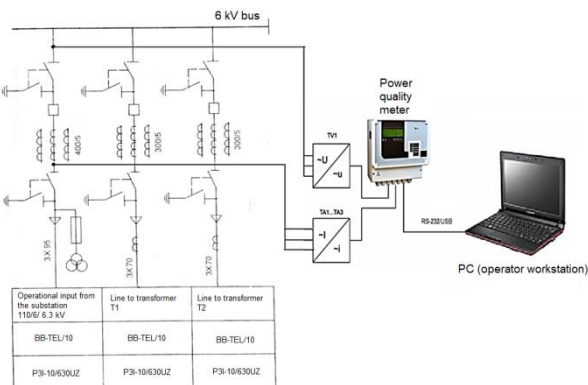 6 kV bus
Power
quality
meter
TV1
~U
~u
400/5
300/5
300/5
TA1...TA3
~I
~i
RS-232/USB
PC (operator workstation)
3 X 95
3X70
3X70
Operational input from
the substation
110/6/ 6.3 kV
Line to transformer
T1
Line to transformer
T2
BB-TEL/10
BB-TEL/10
BB-TEL/10
P3I-10/630UZ
P3I-10/630UZ
P3I-10/630UZ